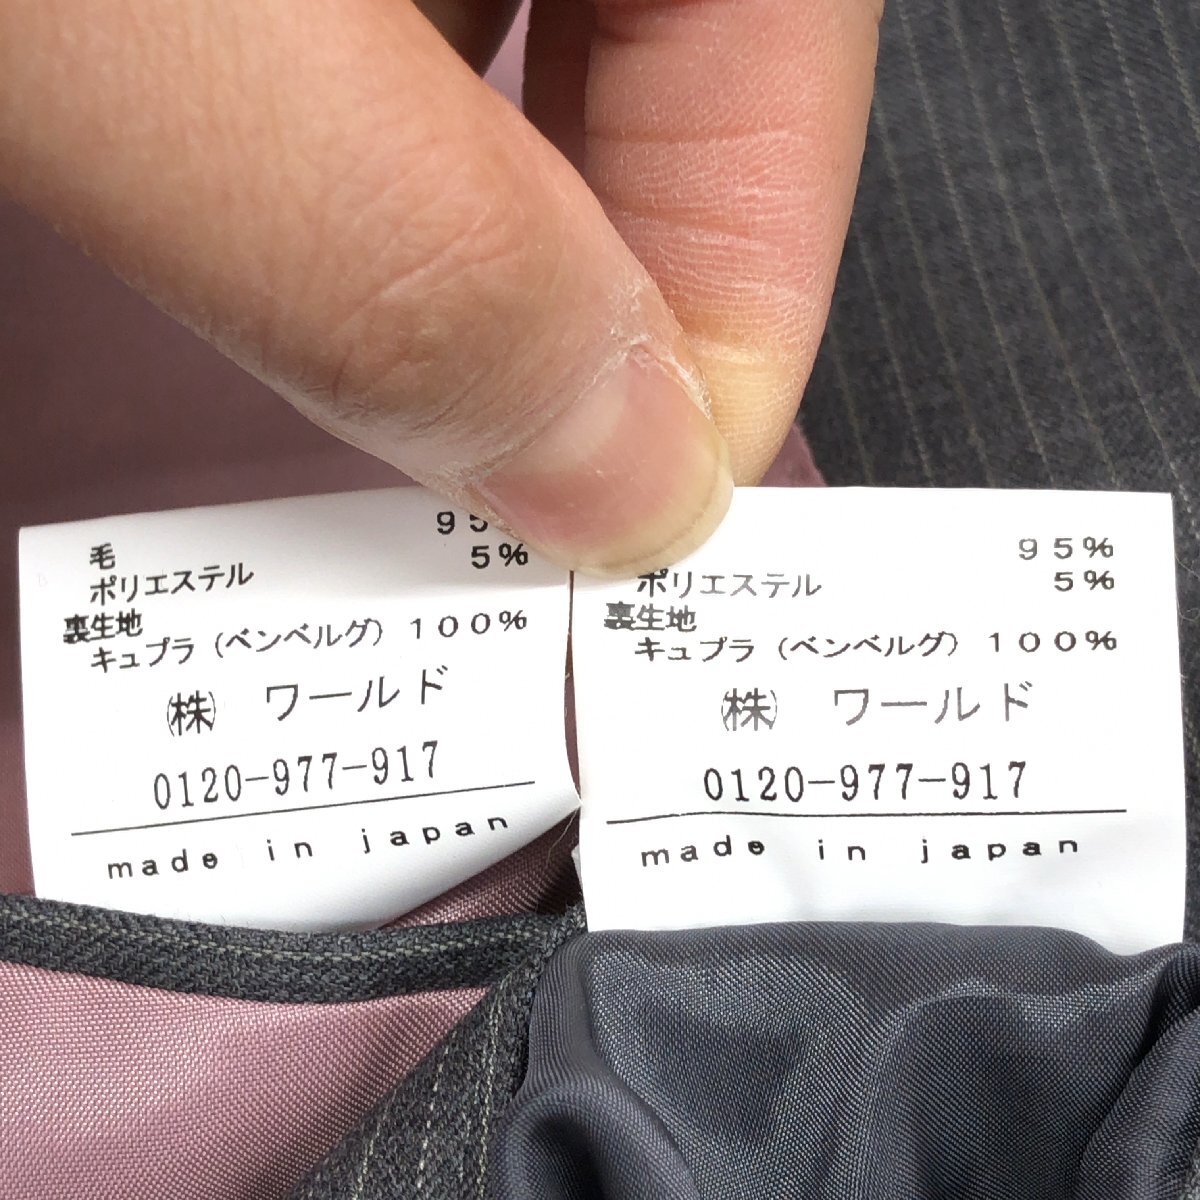 毛 95
ポリエステル 5%
裏生地
キュプラ（ベンベルグ）１００%
㈱ ワールド
0120-977-917
made in japan
９５%
ポリエステル 5%
裏生地
キュプラ（ベンベルグ）１００%
㈱ ワールド
0120-977-917
made in japan